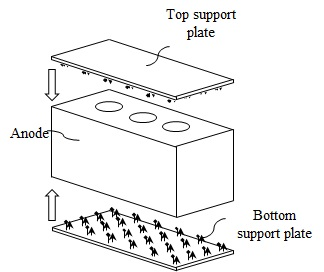 Top support
plate
Anode
Bottom
support plate